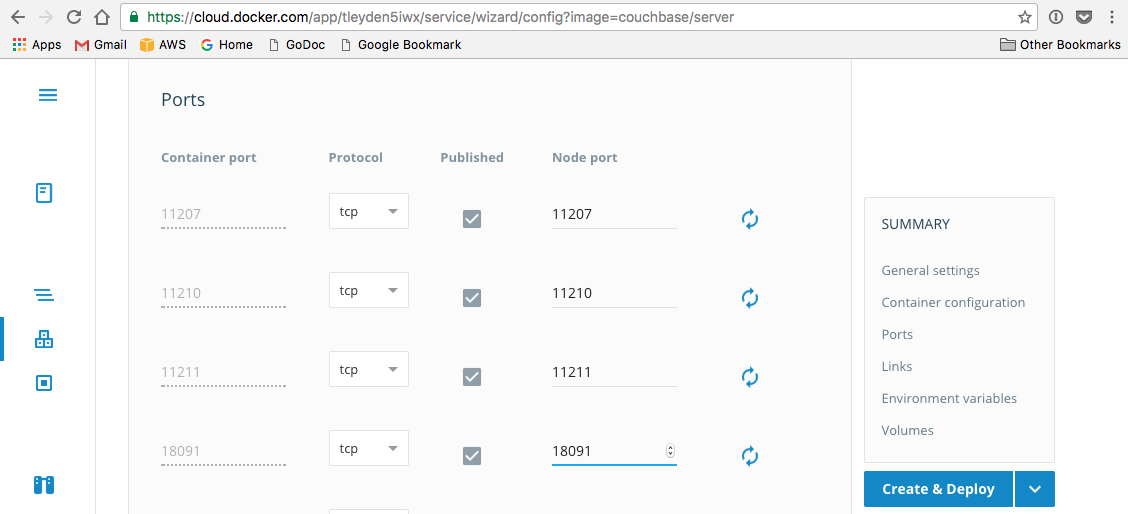 https://cloud.docker.com/app/tleyden5iwx/service/wizard/config?image=couchbase/server
Apps Gmail AWS Home GoDoc Google Bookmark Other Bookmarks
Ports
Container port Protocol Published Node port
11207 tcp 11207
11210 tcp 11210
11211 tcp 11211
18091 tcp 18091
SUMMARY
General settings
Container configuration
Ports
Links
Environment variables
Volumes
Create & Deploy